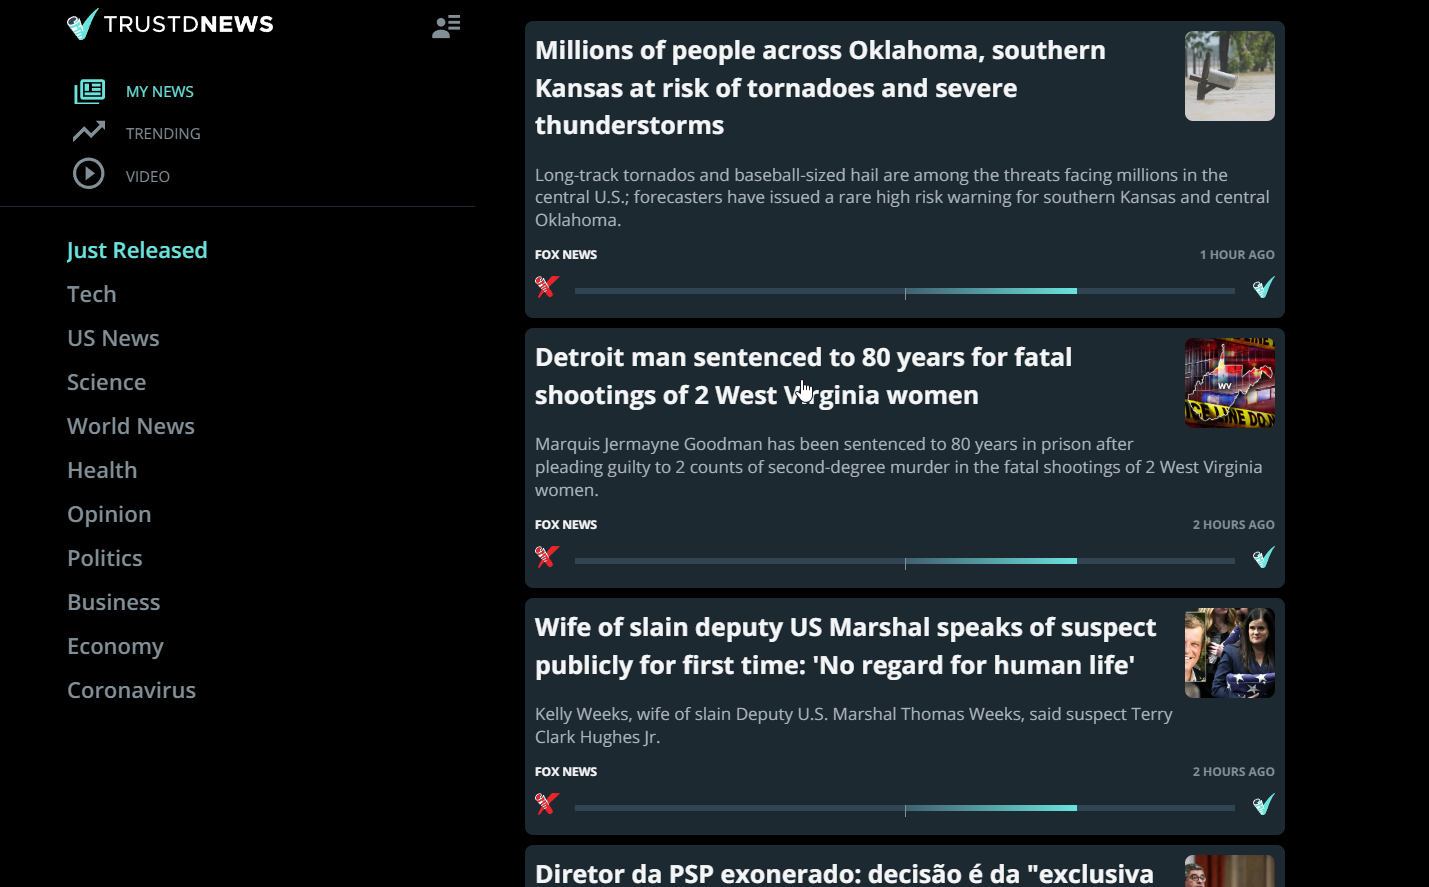 TRUSTDNEWS
MY NEWS
TRENDING
VIDEO
Just Released
Tech
US News
Science
World News
Health
Opinion
Politics
Business
Economy
Coronavirus
Millions of people across Oklahoma, southern
Kansas at risk of tornadoes and severe
thunderstorms
Long-track tornados and baseball-sized hail are among the threats facing millions in the
central U.S.; forecasters have issued a rare high risk warning for southern Kansas and central
Oklahoma.
FOX NEWS
1 HOUR AGO
Detroit man sentenced to 80 years for fatal
shootings of 2 West Virginia women
WV
Marquis Jermayne Goodman has been sentenced to 80 years in prison after
pleading guilty to 2 counts of second-degree murder in the fatal shootings of 2 West Virginia
women.
FOX NEWS
2 HOURS AGO
Wife of slain deputy US Marshal speaks of suspect
publicly for first time: 'No regard for human life'
Kelly Weeks, wife of slain Deputy U.S. Marshal Thomas Weeks, said suspect Terry
Clark Hughes Jr.
FOX NEWS
2 HOURS AGO
Diretor da PSP exonerado: decisão é da "exclusiva